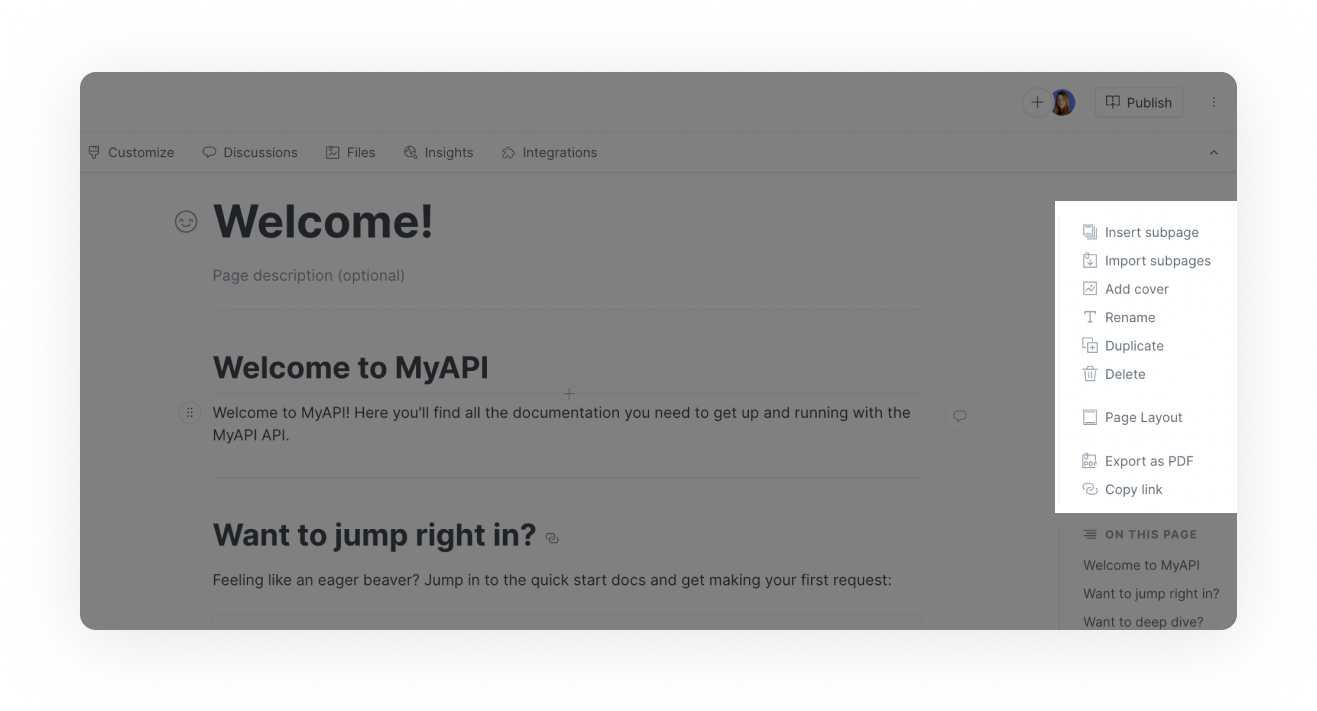 Publish
Customize
Discussions
Files
Insights
Integrations
Welcome!
Page description (optional)
Welcome to MyAPI
Welcome to MyAPI! Here you'll find all the documentation you need to get up and running with the
MyAPI API.
Want to jump right in?
Feeling like an eager beaver? Jump in to the quick start docs and get making your first request:
Insert subpage
Import subpages
Add cover
Rename
Duplicate
Delete
Page Layout
PDF
Export as PDF
Copy link
ON THIS PAGE
Welcome to MyAPI
Want to jump right in?
Want to deep dive?